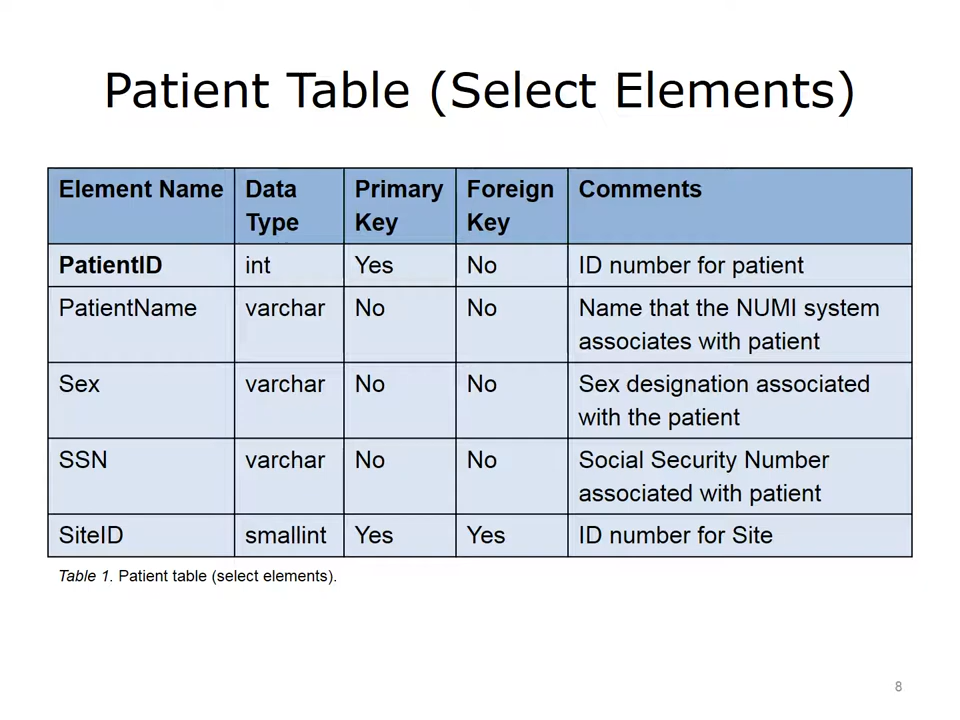 Patient Table (Select Elements)
Element Name Data Type Primary Key Foreign Key Comments
PatientID int Yes No ID number for patient
PatientName varchar No No Name that the NUMI system associates with patient
Sex varchar No No Sex designation associated with the patient
SSN varchar No No Social Security Number associated with patient
SiteID smallint Yes Yes ID number for Site
Table 1. Patient table (select elements).
8